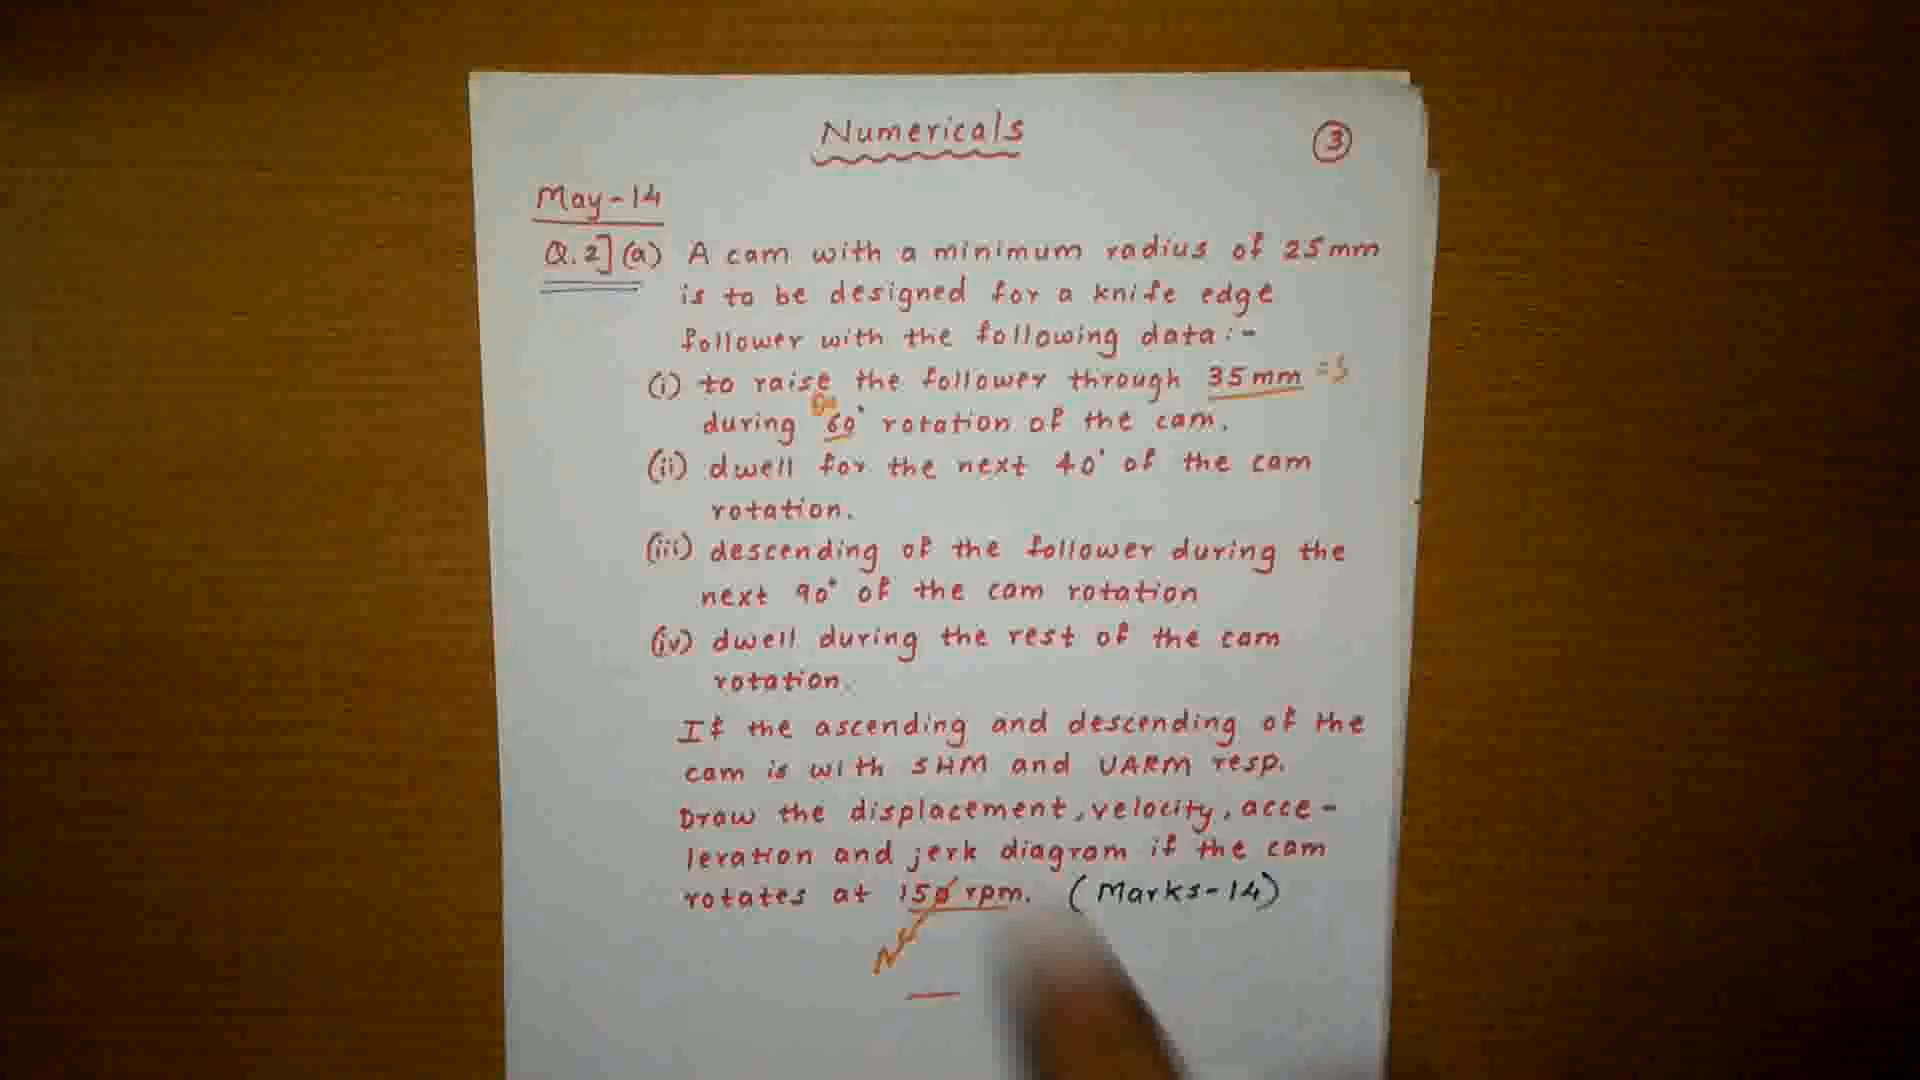 Numericals
3
May-14
Q.2] (a) A cam with a minimum radius of 25mm
is to be designed for a knife edge
follower with the following data:-
(i) to raise the follower through 35mm = S
during 60° rotation of the cam.
(ii) dwell for the next 40° of the cam
rotation.
(iii) descending of the follower during the
next 90° of the cam rotation
(iv) dwell during the rest of the cam
rotation.
If the ascending and descending of the
cam is with SHM and UARM resp.
Draw the displacement, velocity, acce-
leration and jerk diagram if the cam
rotates at 150 rpm. (Marks-14)
N